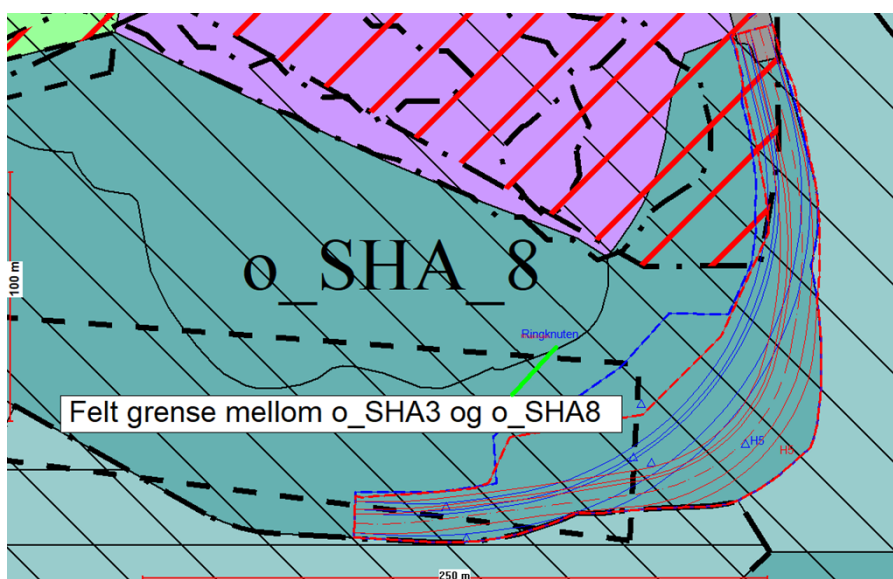 o_SHA_8
100 m
Ringknuten
Felt grense mellom o_SHA3 og o_SHA8
H5
H5
250 m